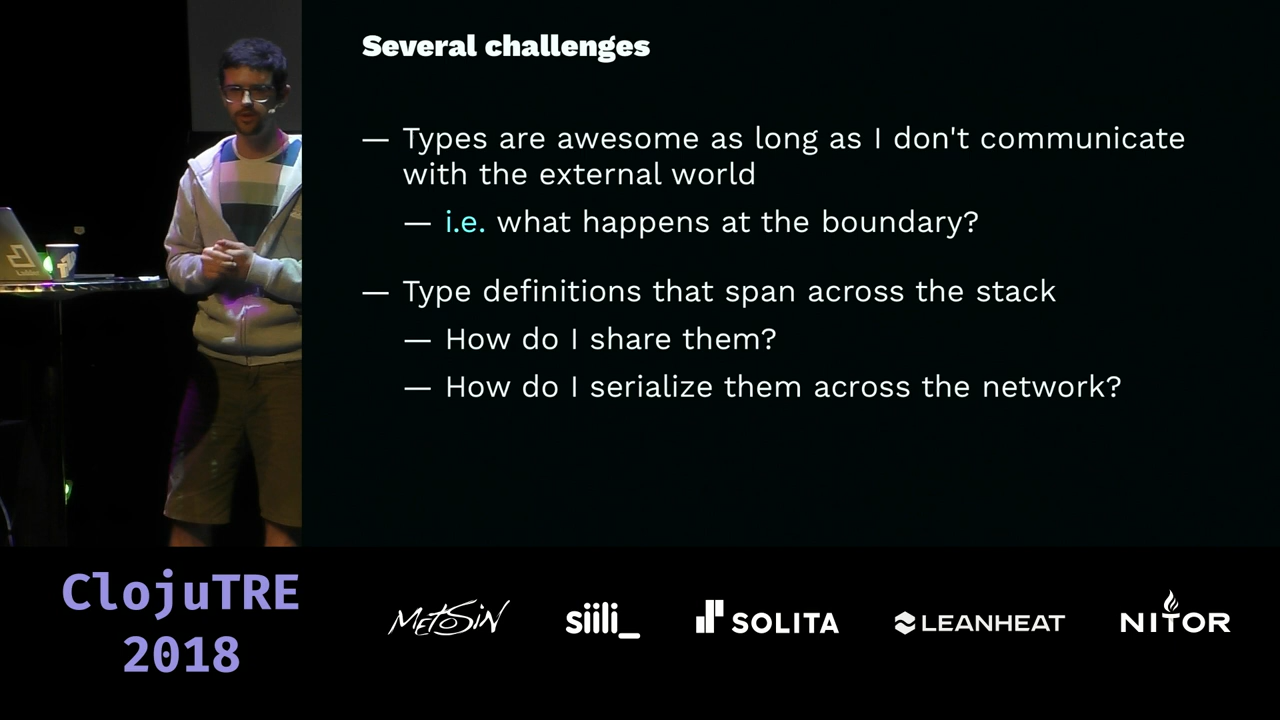 Several challenges
— Types are awesome as long as I don't communicate
with the external world
— i.e. what happens at the boundary?
— Type definitions that span across the stack
— How do I share them?
— How do I serialize them across the network?
ClojuTRE
2018
METOSIN
siili_
SOLITA
LEANHEAT
NITOR